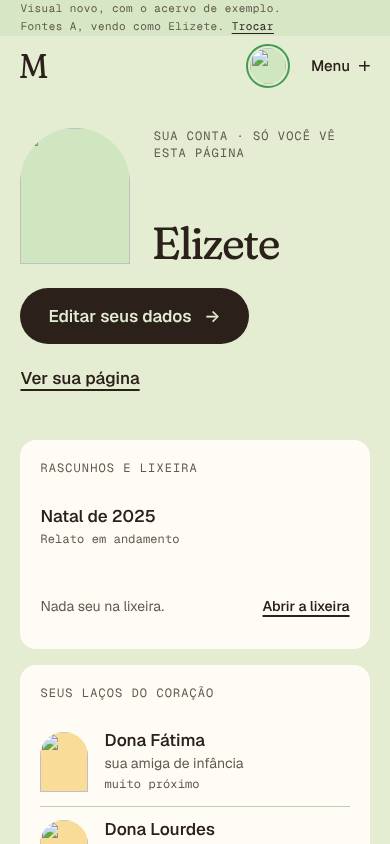 Visual novo, com o acervo de exemplo.
Fontes A, vendo como Elizete. Trocar
M
Menu +
SUA CONTA · SÓ VOCÊ VÊ
ESTA PÁGINA
Elizete
Editar seus dados →
Ver sua página
RASCUNHOS E LIXEIRA
Natal de 2025
Relato em andamento
Nada seu na lixeira. Abrir a lixeira
SEUS LAÇOS DO CORAÇÃO
Dona Fátima
sua amiga de infância
muito próximo
Dona Lourdes